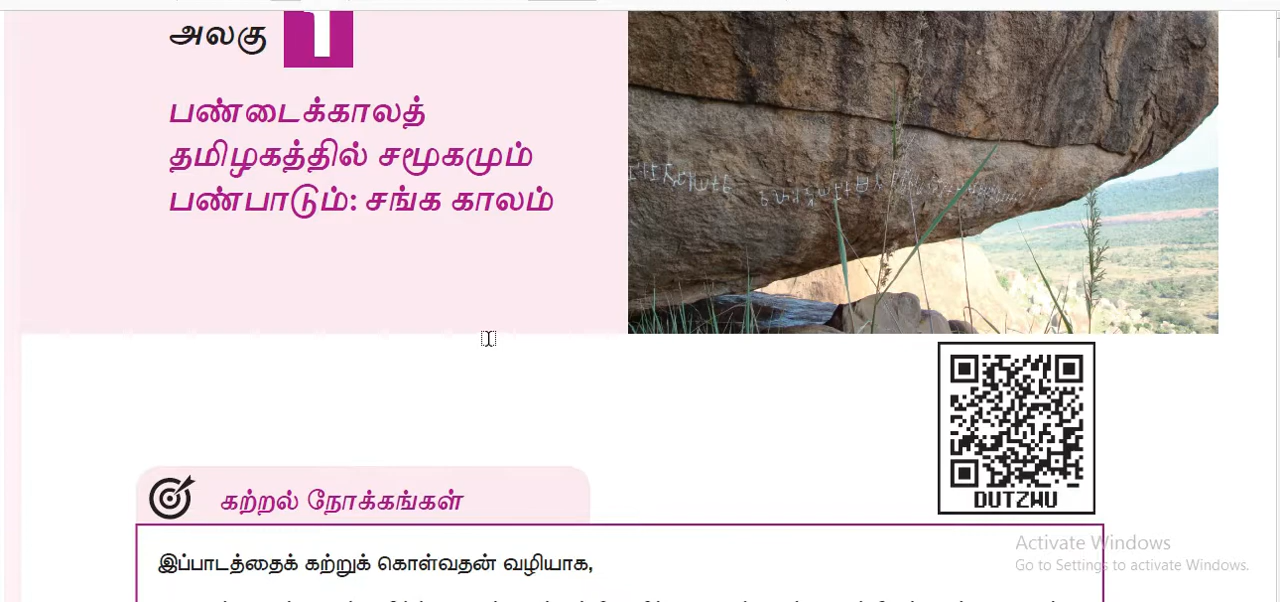 அலகு 1
பண்டைக்காலத்
தமிழகத்தில் சமூகமும்
பண்பாடும்: சங்க காலம்
DUTZWU
கற்றல் நோக்கங்கள்
இப்பாடத்தைக் கற்றுக் கொள்வதன் வழியாக,
Activate Windows
Go to Settings to activate Windows.